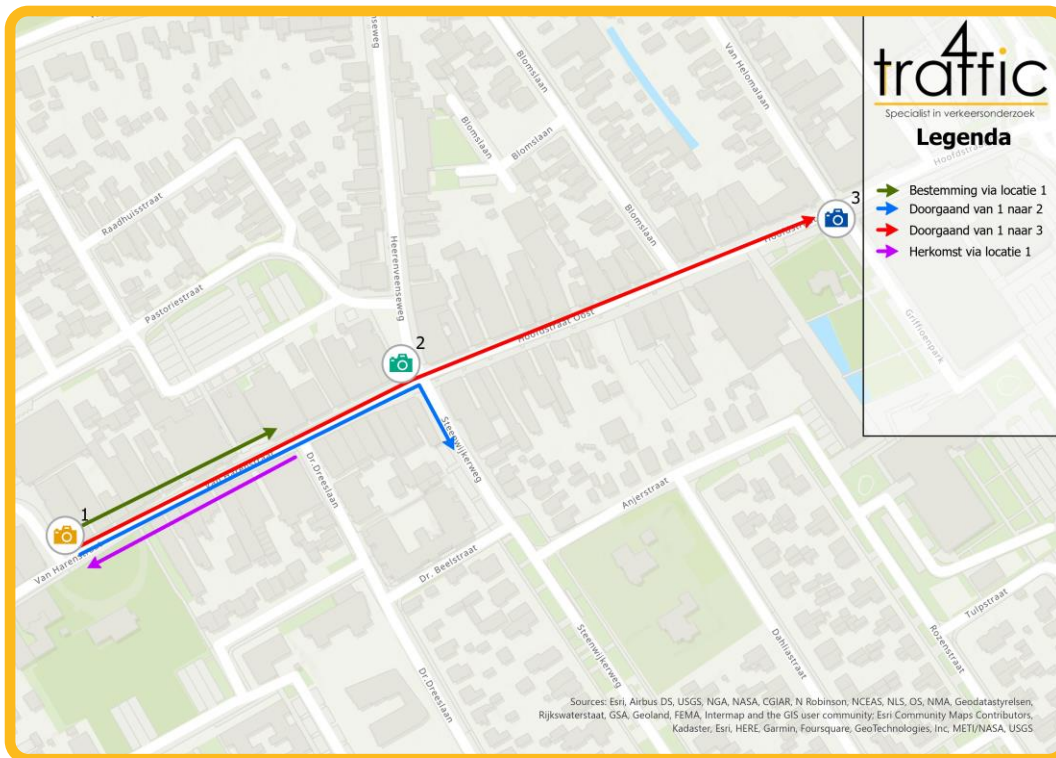 4
traffic
Specialist in verkeersonderzoek
Legenda
Bestemming via locatie 1
Doorgaand van 1 naar 2
Doorgaand van 1 naar 3
Herkomst via locatie 1
Blomslaan
Van Helomalaan
Heerenveenseweg
Blomslaan
Blomslaan
Hoofdstraat
Raadhuisstraat
Blomslaan
3
Pastoriestraat
Hoofdstraat Oost
Griffioenpark
2
Steenwijkerweg
1
Dr.Dreeslaan
Anjerstraat
Dr. Beelstraat
Tulpstraat
Dahliastraat
Rozenstraat
Steenwijkerweg
Dr.Dreeslaan
Sources: Esri, Airbus DS, USGS, NGA, NASA, CGIAR, N Robinson, NCEAS, NLS, OS, NMA, Geodatastyrelsen,
Rijkswaterstaat, GSA, Geoland, FEMA, Intermap and the GIS user community; Esri Community Maps Contributors,
Kadaster, Esri, HERE, Garmin, Foursquare, GeoTechnologies, Inc, METI/NASA, USGS